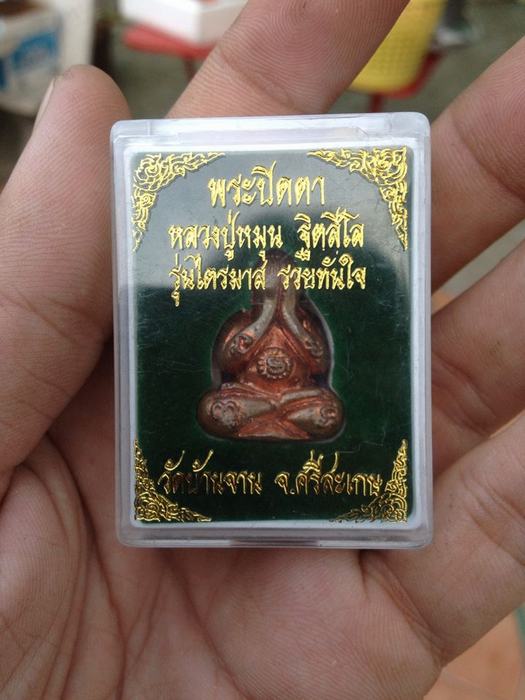 พระปิดตา
หลวงปู่หมุน ฐิตสีโล
รุ่นไตรมาส รวยทันใจ
วัดบ้านจาน จ.ศรีสะเกษ